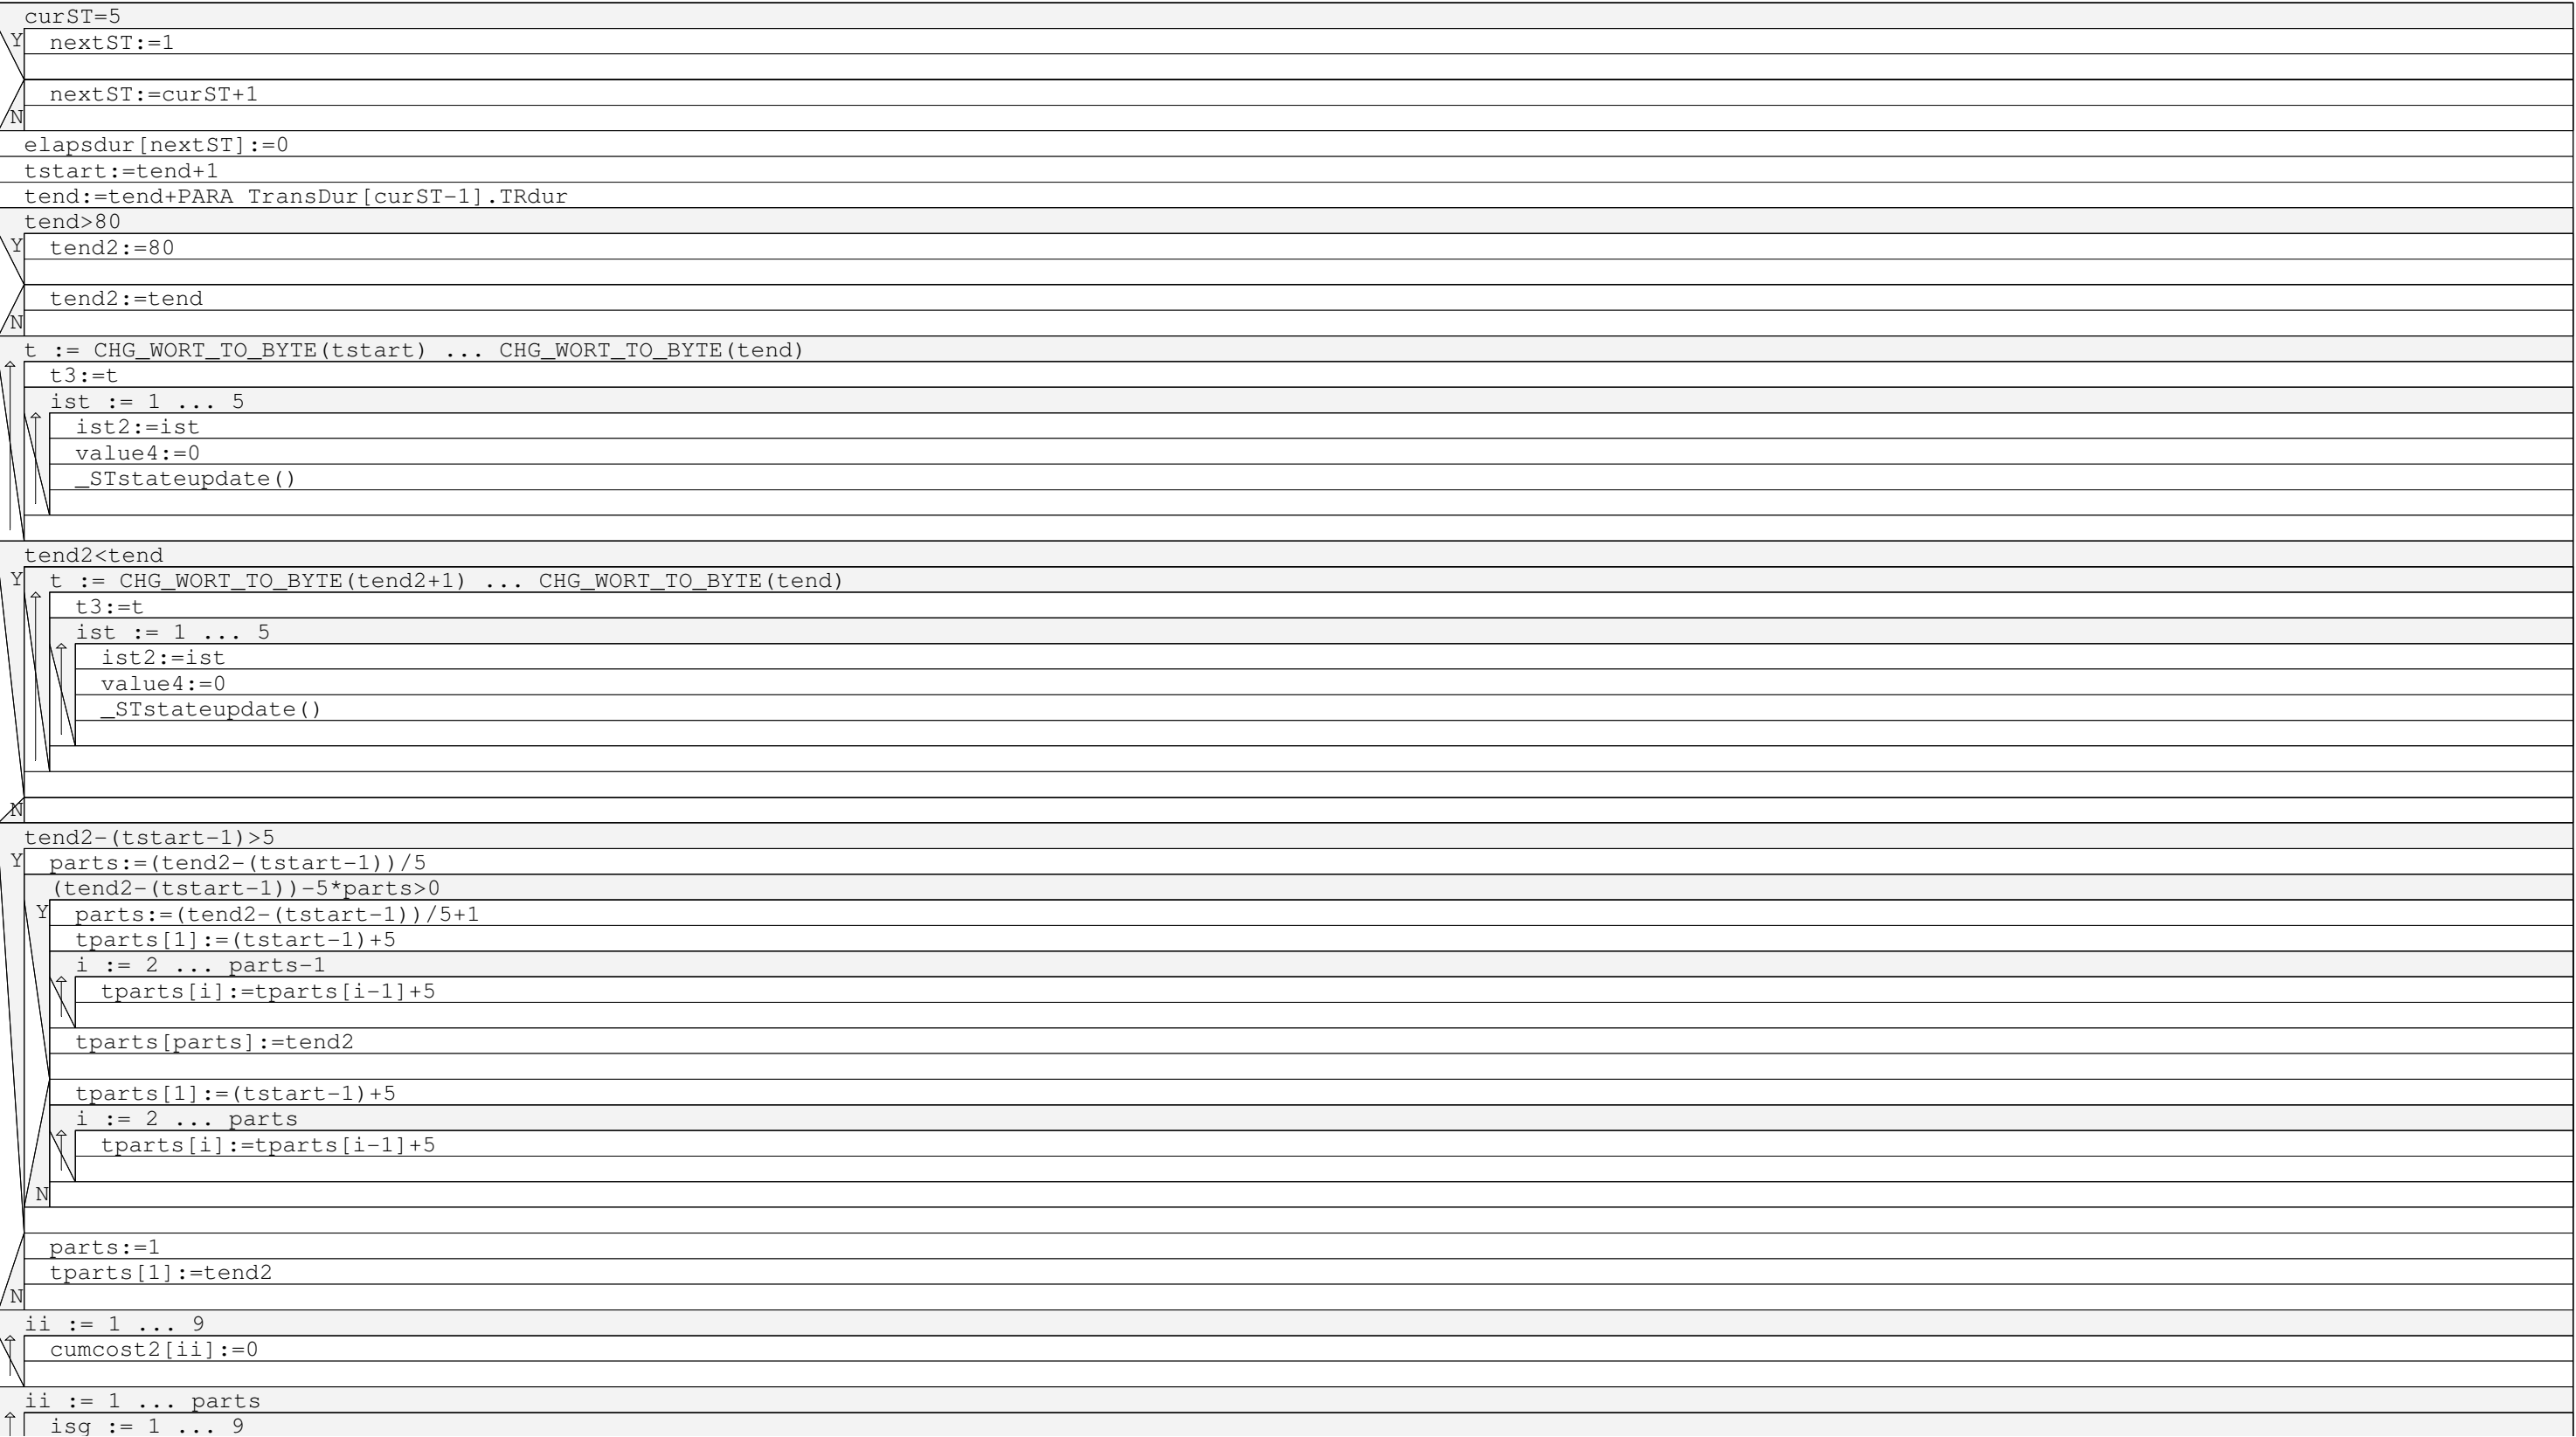 curST=5
Y nextST:=1
nextST:=curST+1
N
elapsdur[nextST]:=0
tstart:=tend+1
tend:=tend+PARA TransDur[curST-1].TRdur
tend>80
Y tend2:=80
tend2:=tend
N
t := CHG_WORT_TO_BYTE(tstart) ... CHG_WORT_TO_BYTE(tend)
t3:=t
ist := 1 ... 5
ist2:=ist
value4:=0
_STstateupdate()
tend2<tend
Y t := CHG_WORT_TO_BYTE(tend2+1) ... CHG_WORT_TO_BYTE(tend)
t3:=t
ist := 1 ... 5
ist2:=ist
value4:=0
_STstateupdate()
N
tend2-(tstart-1)>5
Y parts:=(tend2-(tstart-1))/5
(tend2-(tstart-1))-5*parts>0
Y parts:=(tend2-(tstart-1))/5+1
tparts[1]:=(tstart-1)+5
i := 2 ... parts-1
tparts[i]:=tparts[i-1]+5
tparts[parts]:=tend2
tparts[1]:=(tstart-1)+5
i := 2 ... parts
tparts[i]:=tparts[i-1]+5
N
parts:=1
tparts[1]:=tend2
N
ii := 1 ... 9
cumcost2[ii]:=0
ii := 1 ... parts
isg := 1 ... 9